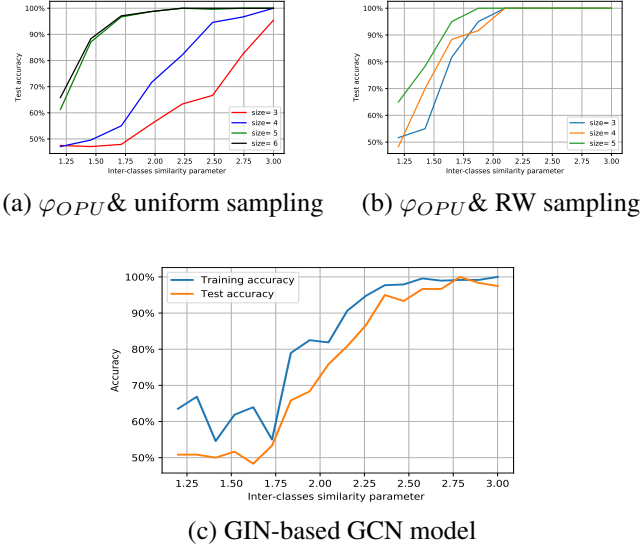 100%
90%
80%
70%
60%
50%
Test accuracy
size= 3
size= 4
size= 5
size= 6
1.25 1.50 1.75 2.00 2.25 2.50 2.75 3.00
Inter-classes similarity parameter
(a) φOPU & uniform sampling
100%
90%
80%
70%
60%
50%
Test accuracy
size= 3
size= 4
size= 5
1.25 1.50 1.75 2.00 2.25 2.50 2.75 3.00
Inter-classes similarity parameter
(b) φOPU & RW sampling
Training accuracy
Test accuracy
100%
90%
80%
70%
60%
50%
Accuracy
1.25 1.50 1.75 2.00 2.25 2.50 2.75 3.00
Inter-classes similarity parameter
(c) GIN-based GCN model